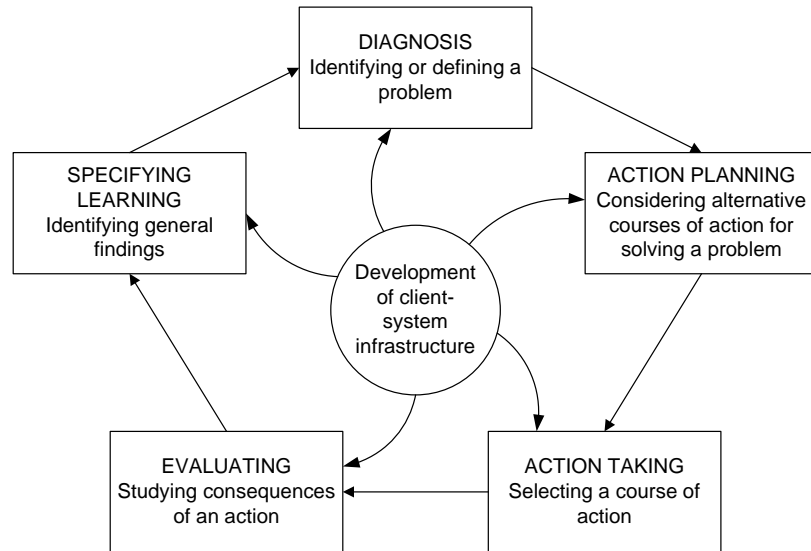 DIAGNOSIS
Identifying or defining a
problem
SPECIFYING
LEARNING
Identifying general
findings
ACTION PLANNING
Considering alternative
courses of action for
solving a problem
Development
of client-
system
infrastructure
EVALUATING
Studying consequences
of an action
ACTION TAKING
Selecting a course of
action